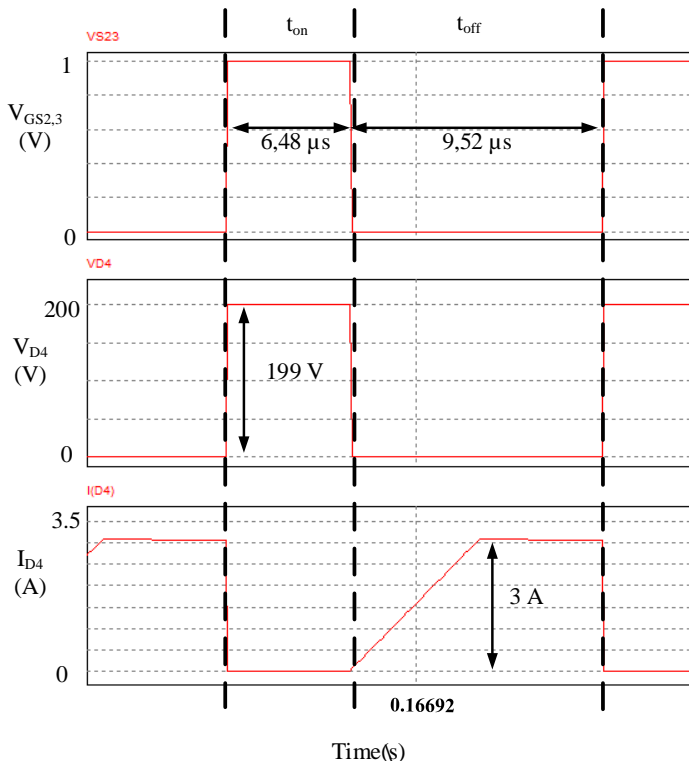 t_on t_off
VS23
1
V_GS2,3
(V)
6,48 µs 9,52 µs
0
VD4
200
V_D4
(V)
199 V
0
I(D4)
3.5
I_D4
(A)
3 A
0
0.16692
Time(s)